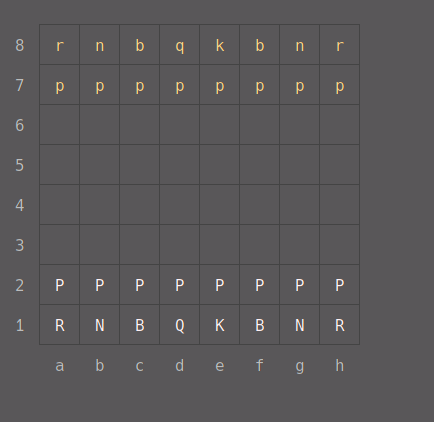 8 r n b q k b n r
7 p p p p p p p p
6
5
4
3
2 P P P P P P P P
1 R N B Q K B N R
a b c d e f g h